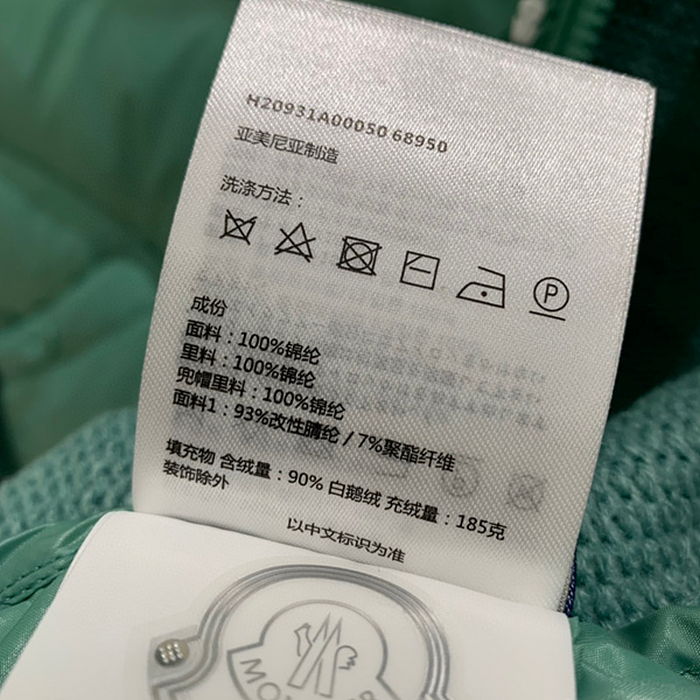 H20931A00050 68950
亚美尼亚制造
洗涤方法：
P
成份
面料：100%锦纶
里料：100%锦纶
兜帽里料：100%锦纶
面料1：93%改性腈纶 / 7%聚酯纤维
填充物 含绒量：90% 白鹅绒 充绒量：185克
装饰除外
以中文标识为准